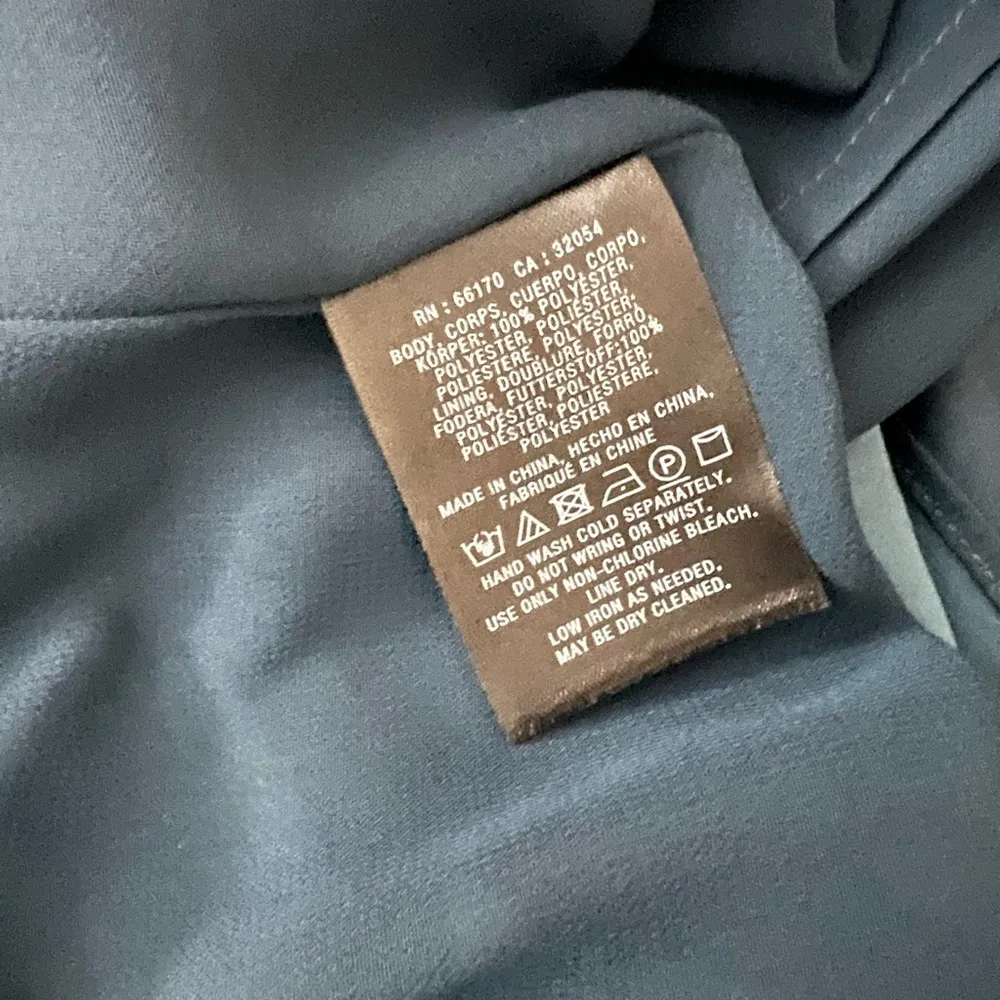 RN : 66170 CA : 32054
BODY, CORPS, CUERPO, CORPO,
KÖRPER: 100% POLYESTER,
POLYESTER, POLIÉSTER,
POLIESTERE, POLYESTER;
LINING, DOUBLURE, FORRO,
FODERA, FUTTERSTOFF:100%
POLYESTER, POLYESTER,
POLIÉSTER, POLIESTERE,
POLYESTER
MADE IN CHINA, HECHO EN CHINA,
FABRIQUÉ EN CHINE
P
HAND WASH COLD SEPARATELY.
DO NOT WRING OR TWIST.
USE ONLY NON-CHLORINE BLEACH.
LINE DRY.
LOW IRON AS NEEDED.
MAY BE DRY CLEANED.